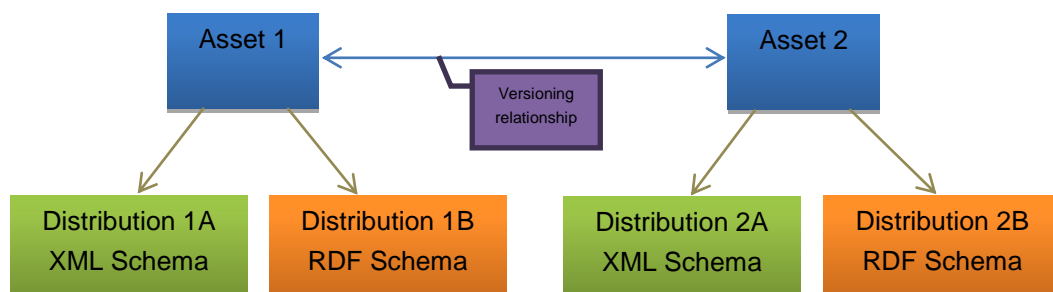 Asset 1
Asset 2
Versioning
relationship
Distribution 1A
XML Schema
Distribution 1B
RDF Schema
Distribution 2A
XML Schema
Distribution 2B
RDF Schema